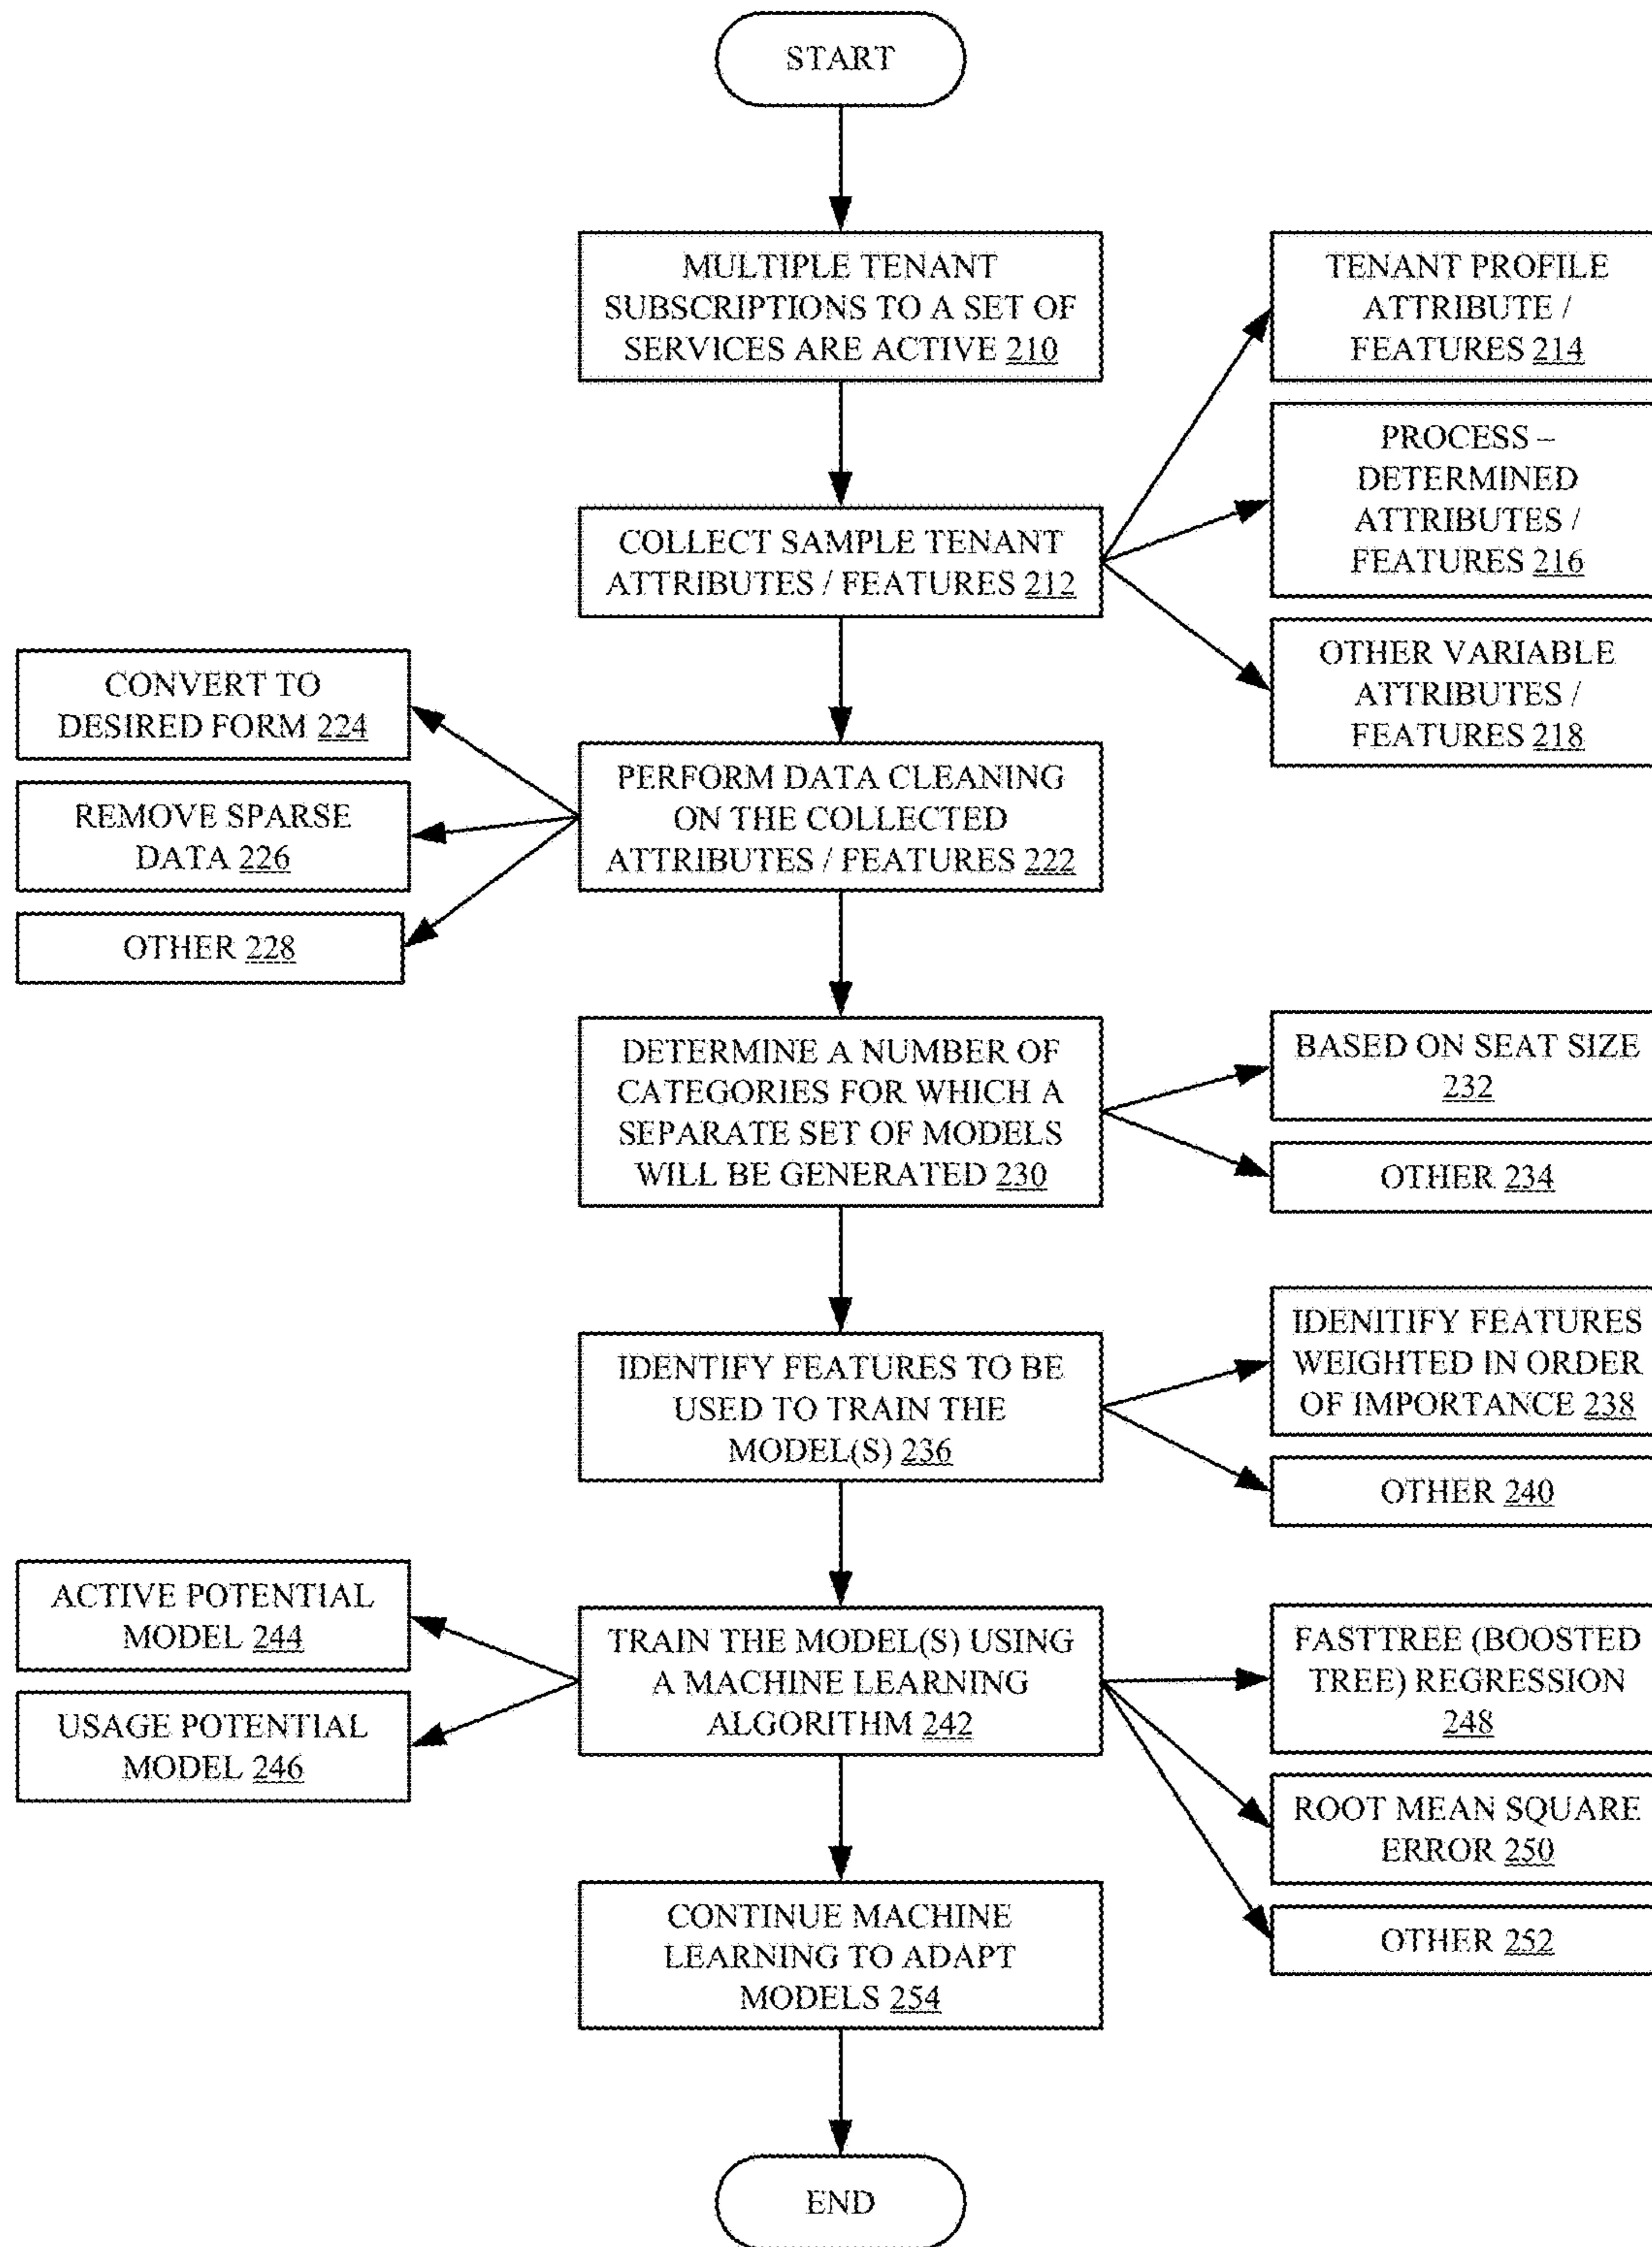 START
MULTIPLE TENANT
SUBSCRIPTIONS TO A SET OF
SERVICES ARE ACTIVE 210
TENANT PROFILE
ATTRIBUTE /
FEATURES 214
PROCESS –
DETERMINED
ATTRIBUTES /
FEATURES 216
COLLECT SAMPLE TENANT
ATTRIBUTES / FEATURES 212
OTHER VARIABLE
ATTRIBUTES /
FEATURES 218
CONVERT TO
DESIRED FORM 224
REMOVE SPARSE
DATA 226
OTHER 228
PERFORM DATA CLEANING
ON THE COLLECTED
ATTRIBUTES / FEATURES 222
DETERMINE A NUMBER OF
CATEGORIES FOR WHICH A
SEPARATE SET OF MODELS
WILL BE GENERATED 230
BASED ON SEAT SIZE
232
OTHER 234
IDENTIFY FEATURES TO BE
USED TO TRAIN THE
MODEL(S) 236
IDENITIFY FEATURES
WEIGHTED IN ORDER
OF IMPORTANCE 238
OTHER 240
ACTIVE POTENTIAL
MODEL 244
USAGE POTENTIAL
MODEL 246
TRAIN THE MODEL(S) USING
A MACHINE LEARNING
ALGORITHM 242
FASTTREE (BOOSTED
TREE) REGRESSION
248
ROOT MEAN SQUARE
ERROR 250
OTHER 252
CONTINUE MACHINE
LEARNING TO ADAPT
MODELS 254
END